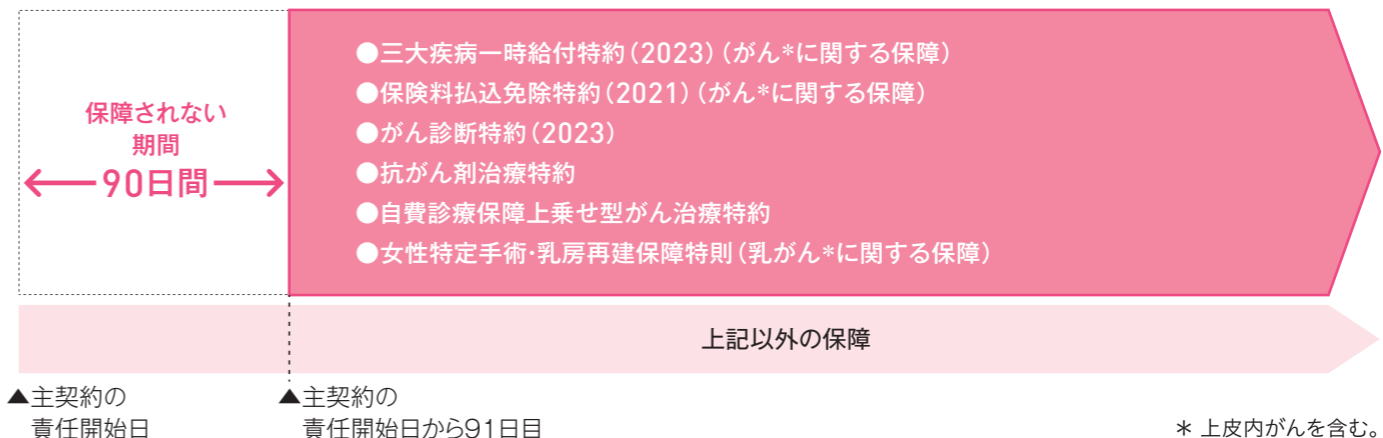 保障されない
期間
90日間
●三大疾病一時給付特約(2023)(がん*に関する保障)
●保険料払込免除特約(2021)(がん*に関する保障)
●がん診断特約(2023)
●抗がん剤治療特約
●自費診療保障上乗せ型がん治療特約
●女性特定手術・乳房再建保障特則(乳がん*に関する保障)
上記以外の保障
▲主契約の
責任開始日
▲主契約の
責任開始日から91日目
* 上皮内がんを含む。